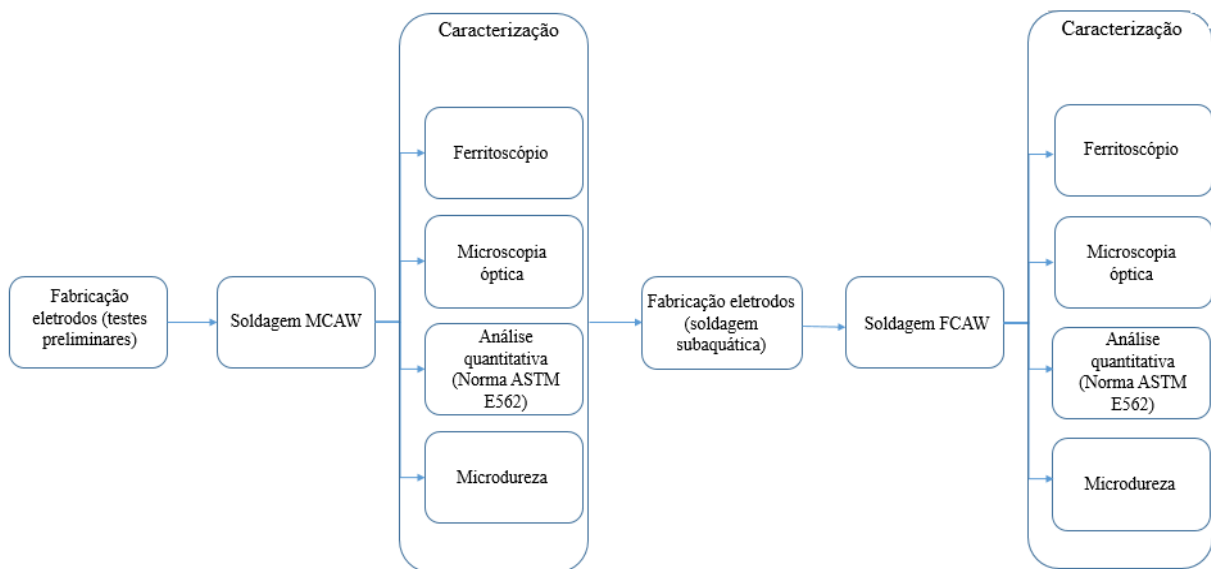 Fabricação
eletrodos (testes
preliminares)
Soldagem MCAW
Caracterização
Ferritoscópio
Microscopia
óptica
Análise
quantitativa
(Norma ASTM
E562)
Microdureza
Fabricação eletrodos
(soldagem
subaquática)
Soldagem FCAW
Caracterização
Ferritoscópio
Microscopia
óptica
Análise
quantitativa
(Norma ASTM
E562)
Microdureza